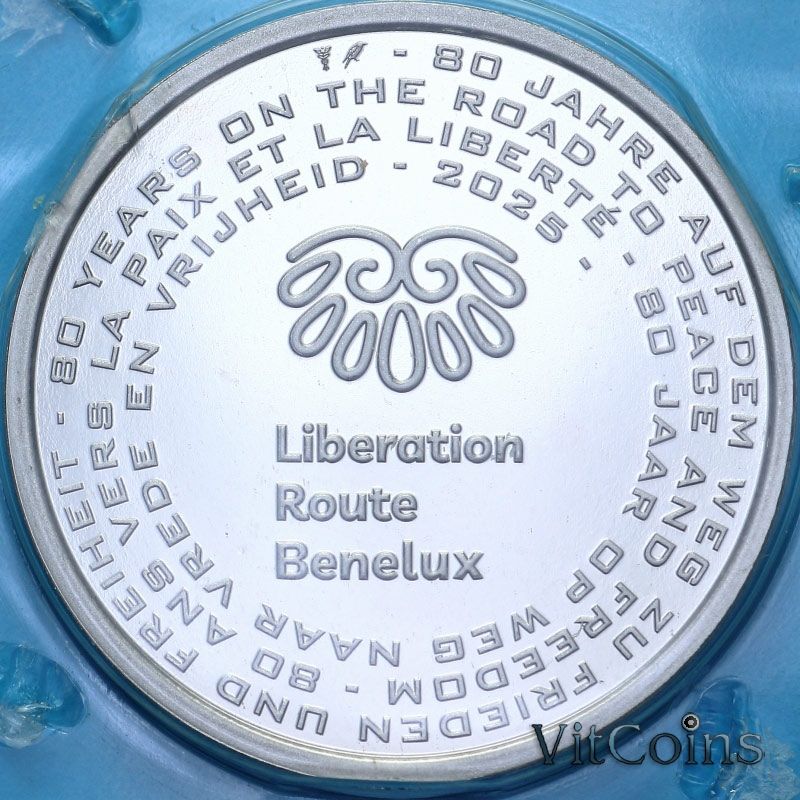 - 80 JAHRE AUF DEM WEG ZU FRIEDEN UND FREIHEIT
- 80 YEARS ON THE ROAD TO PEACE AND FREEDOM
- 80 ANS VERS LA PAIX ET LA LIBERTÉ
- 80 JAAR OP WEG NAAR VREDE EN VRIJHEID - 2025 -
Liberation
Route
Benelux
VitCoins